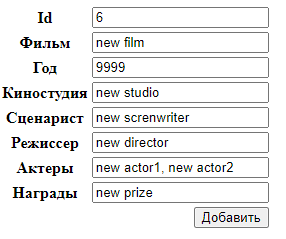 Id 6
Фильм new film
Год 9999
Киностудия new studio
Сценарист new screnwriter
Режиссер new director
Актеры new actor1, new actor2
Награды new prize
Добавить